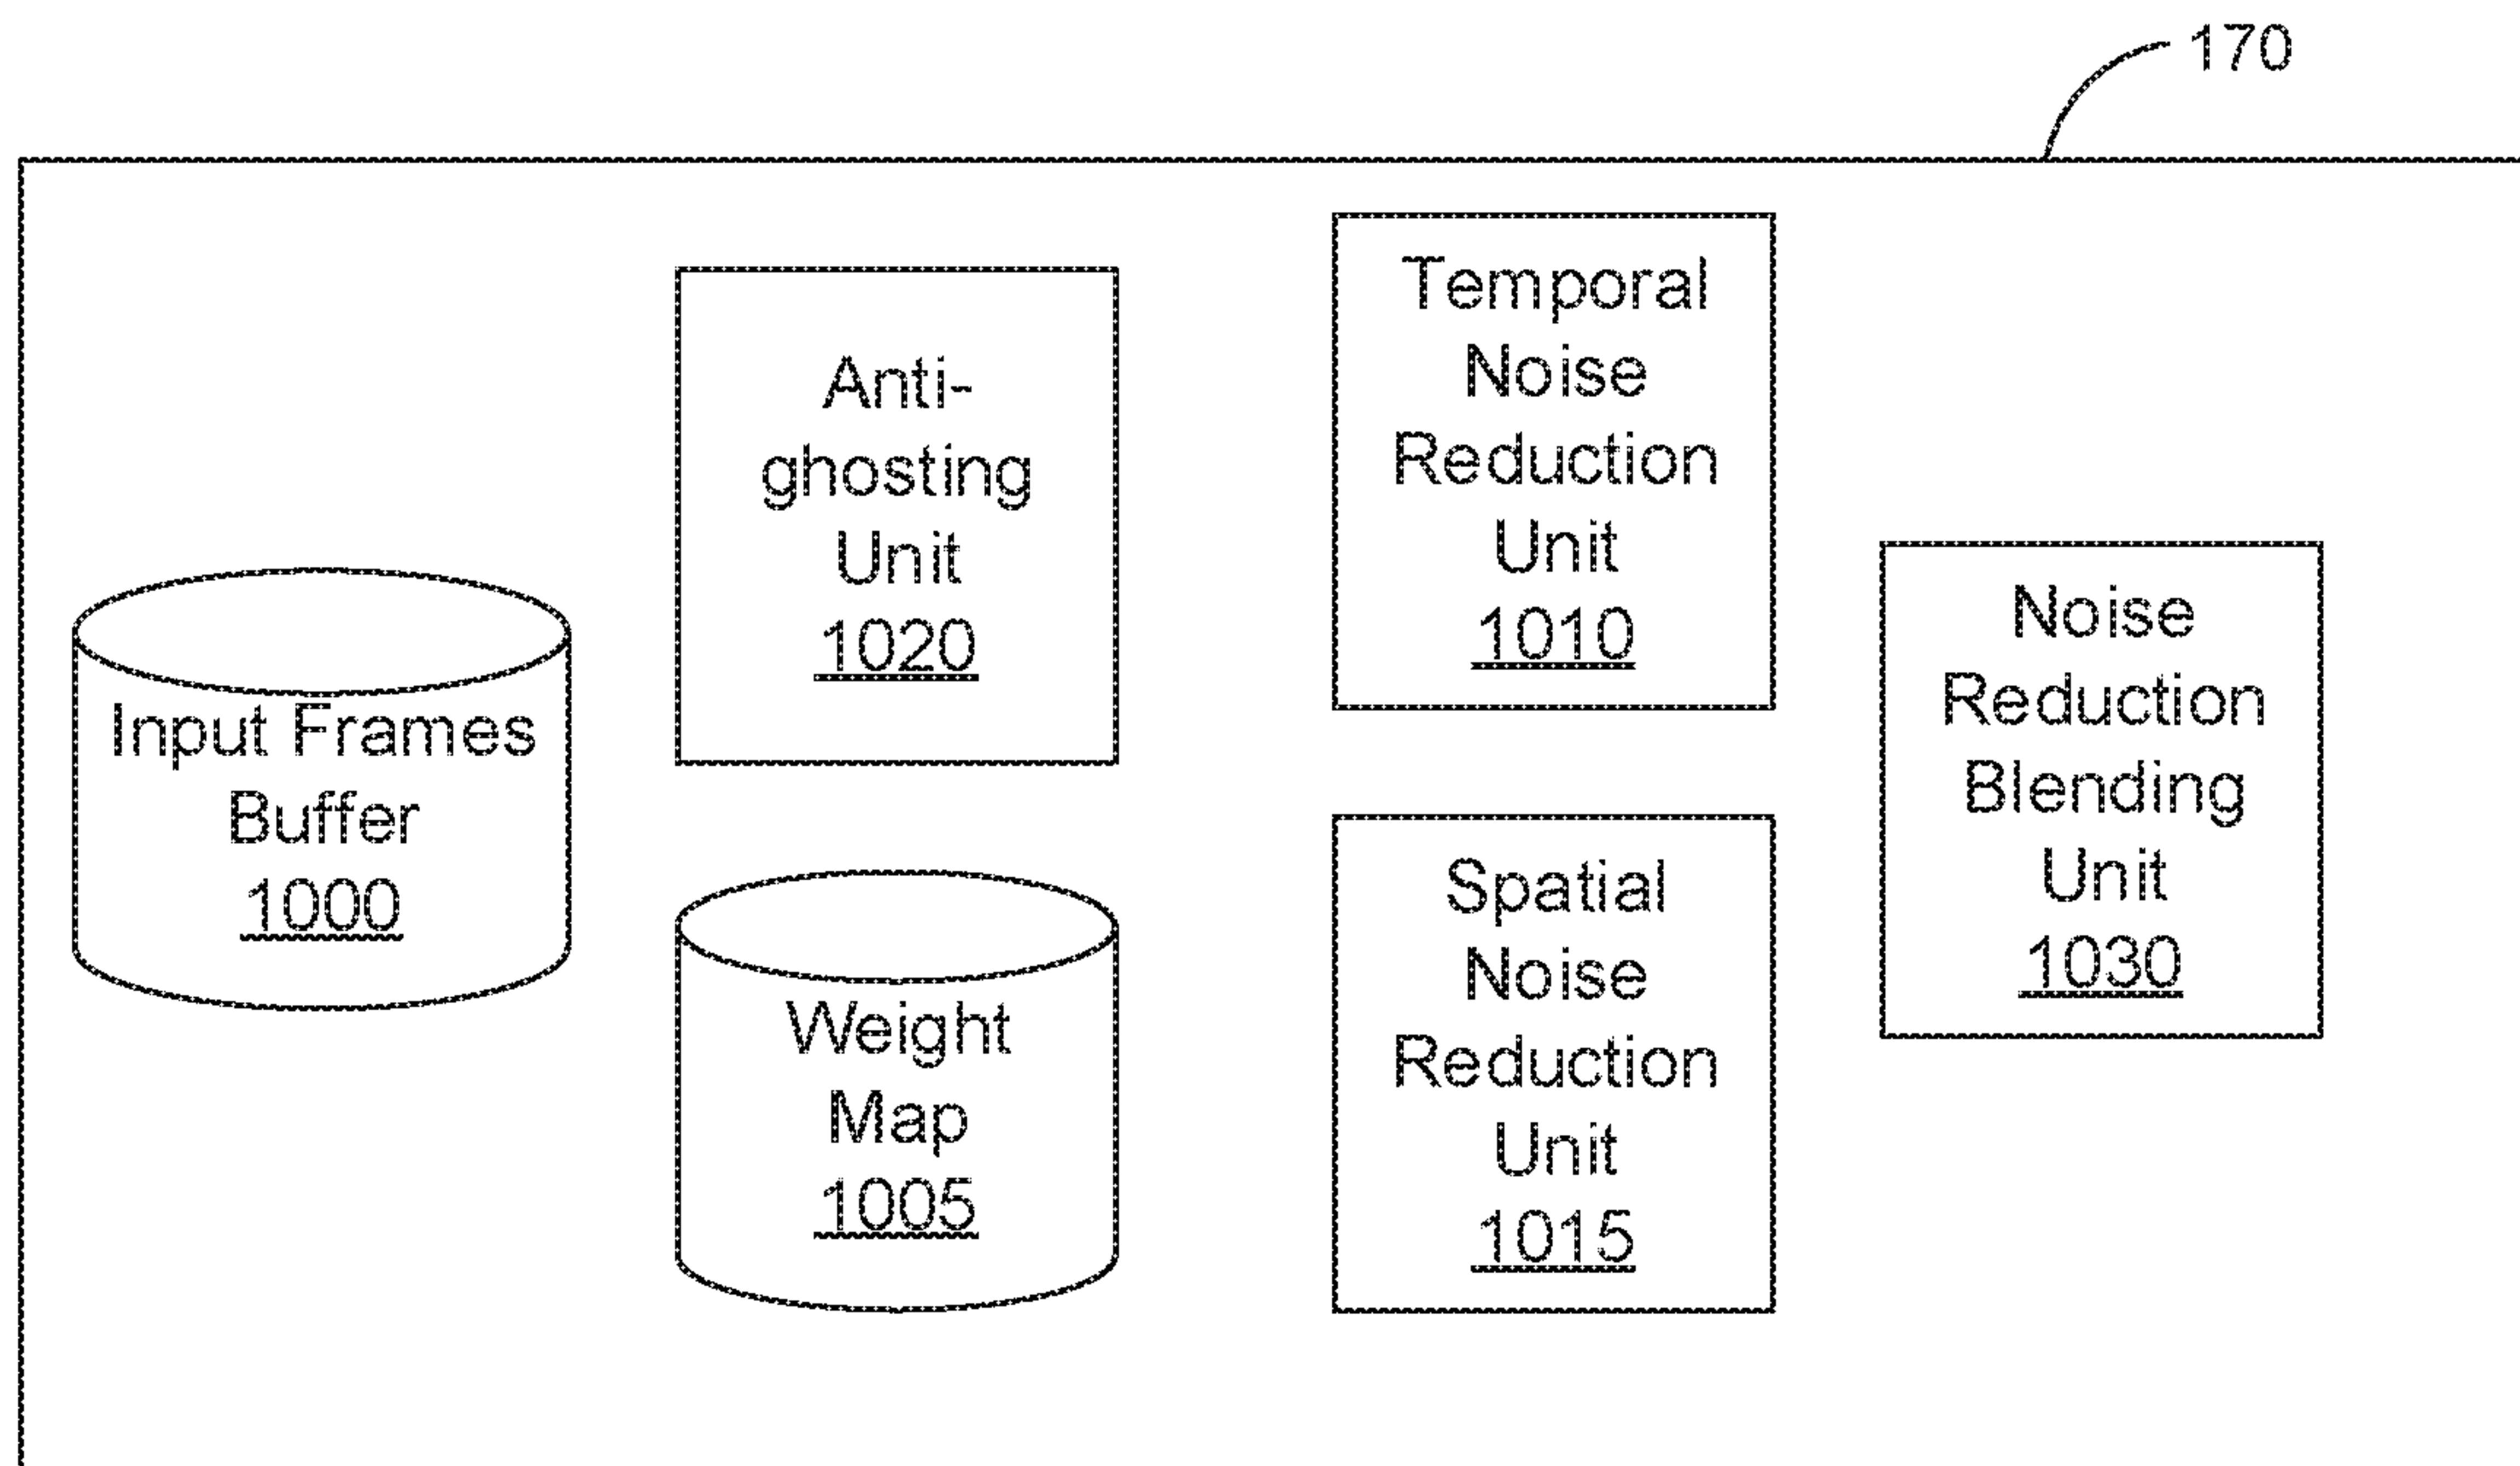 170
Anti-
ghosting
Unit
1020
Temporal
Noise
Reduction
Unit
1010
Input Frames
Buffer
1000
Noise
Reduction
Blending
Unit
1030
Weight
Map
1005
Spatial
Noise
Reduction
Unit
1015